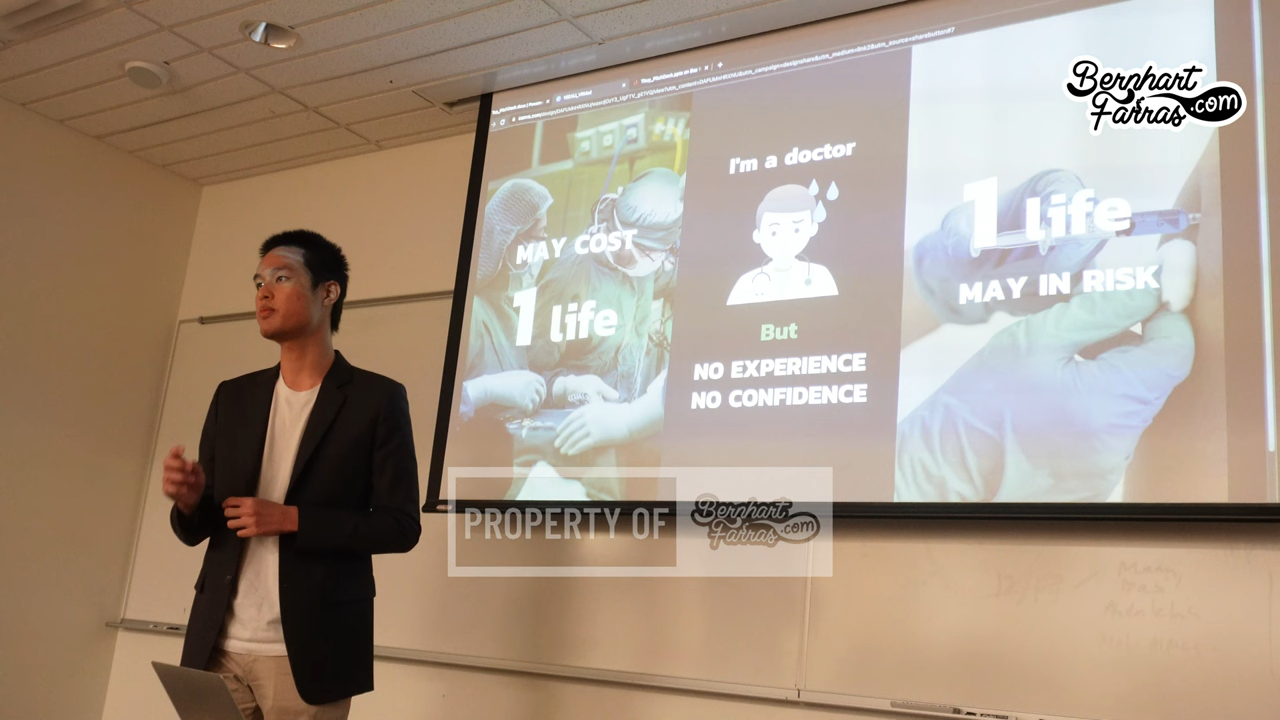 Bernhart
&
Farras
.com
MAY COST
1 life
I'm a doctor
But
NO EXPERIENCE
NO CONFIDENCE
1 life
MAY IN RISK
PROPERTY OF
Bernhart
&
Farras
.com